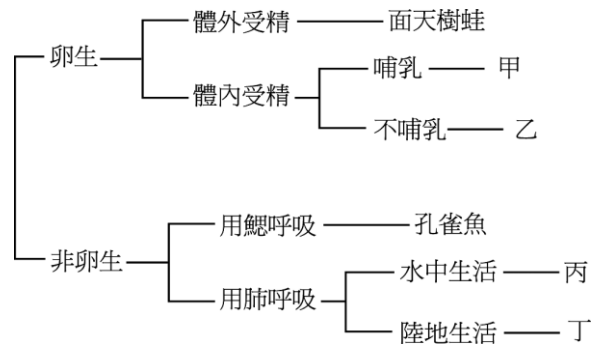 體外受精 面天樹蛙
卵生
哺乳 甲
體內受精
不哺乳 乙
用鰓呼吸 孔雀魚
非卵生
水中生活 丙
用肺呼吸
陸地生活 丁